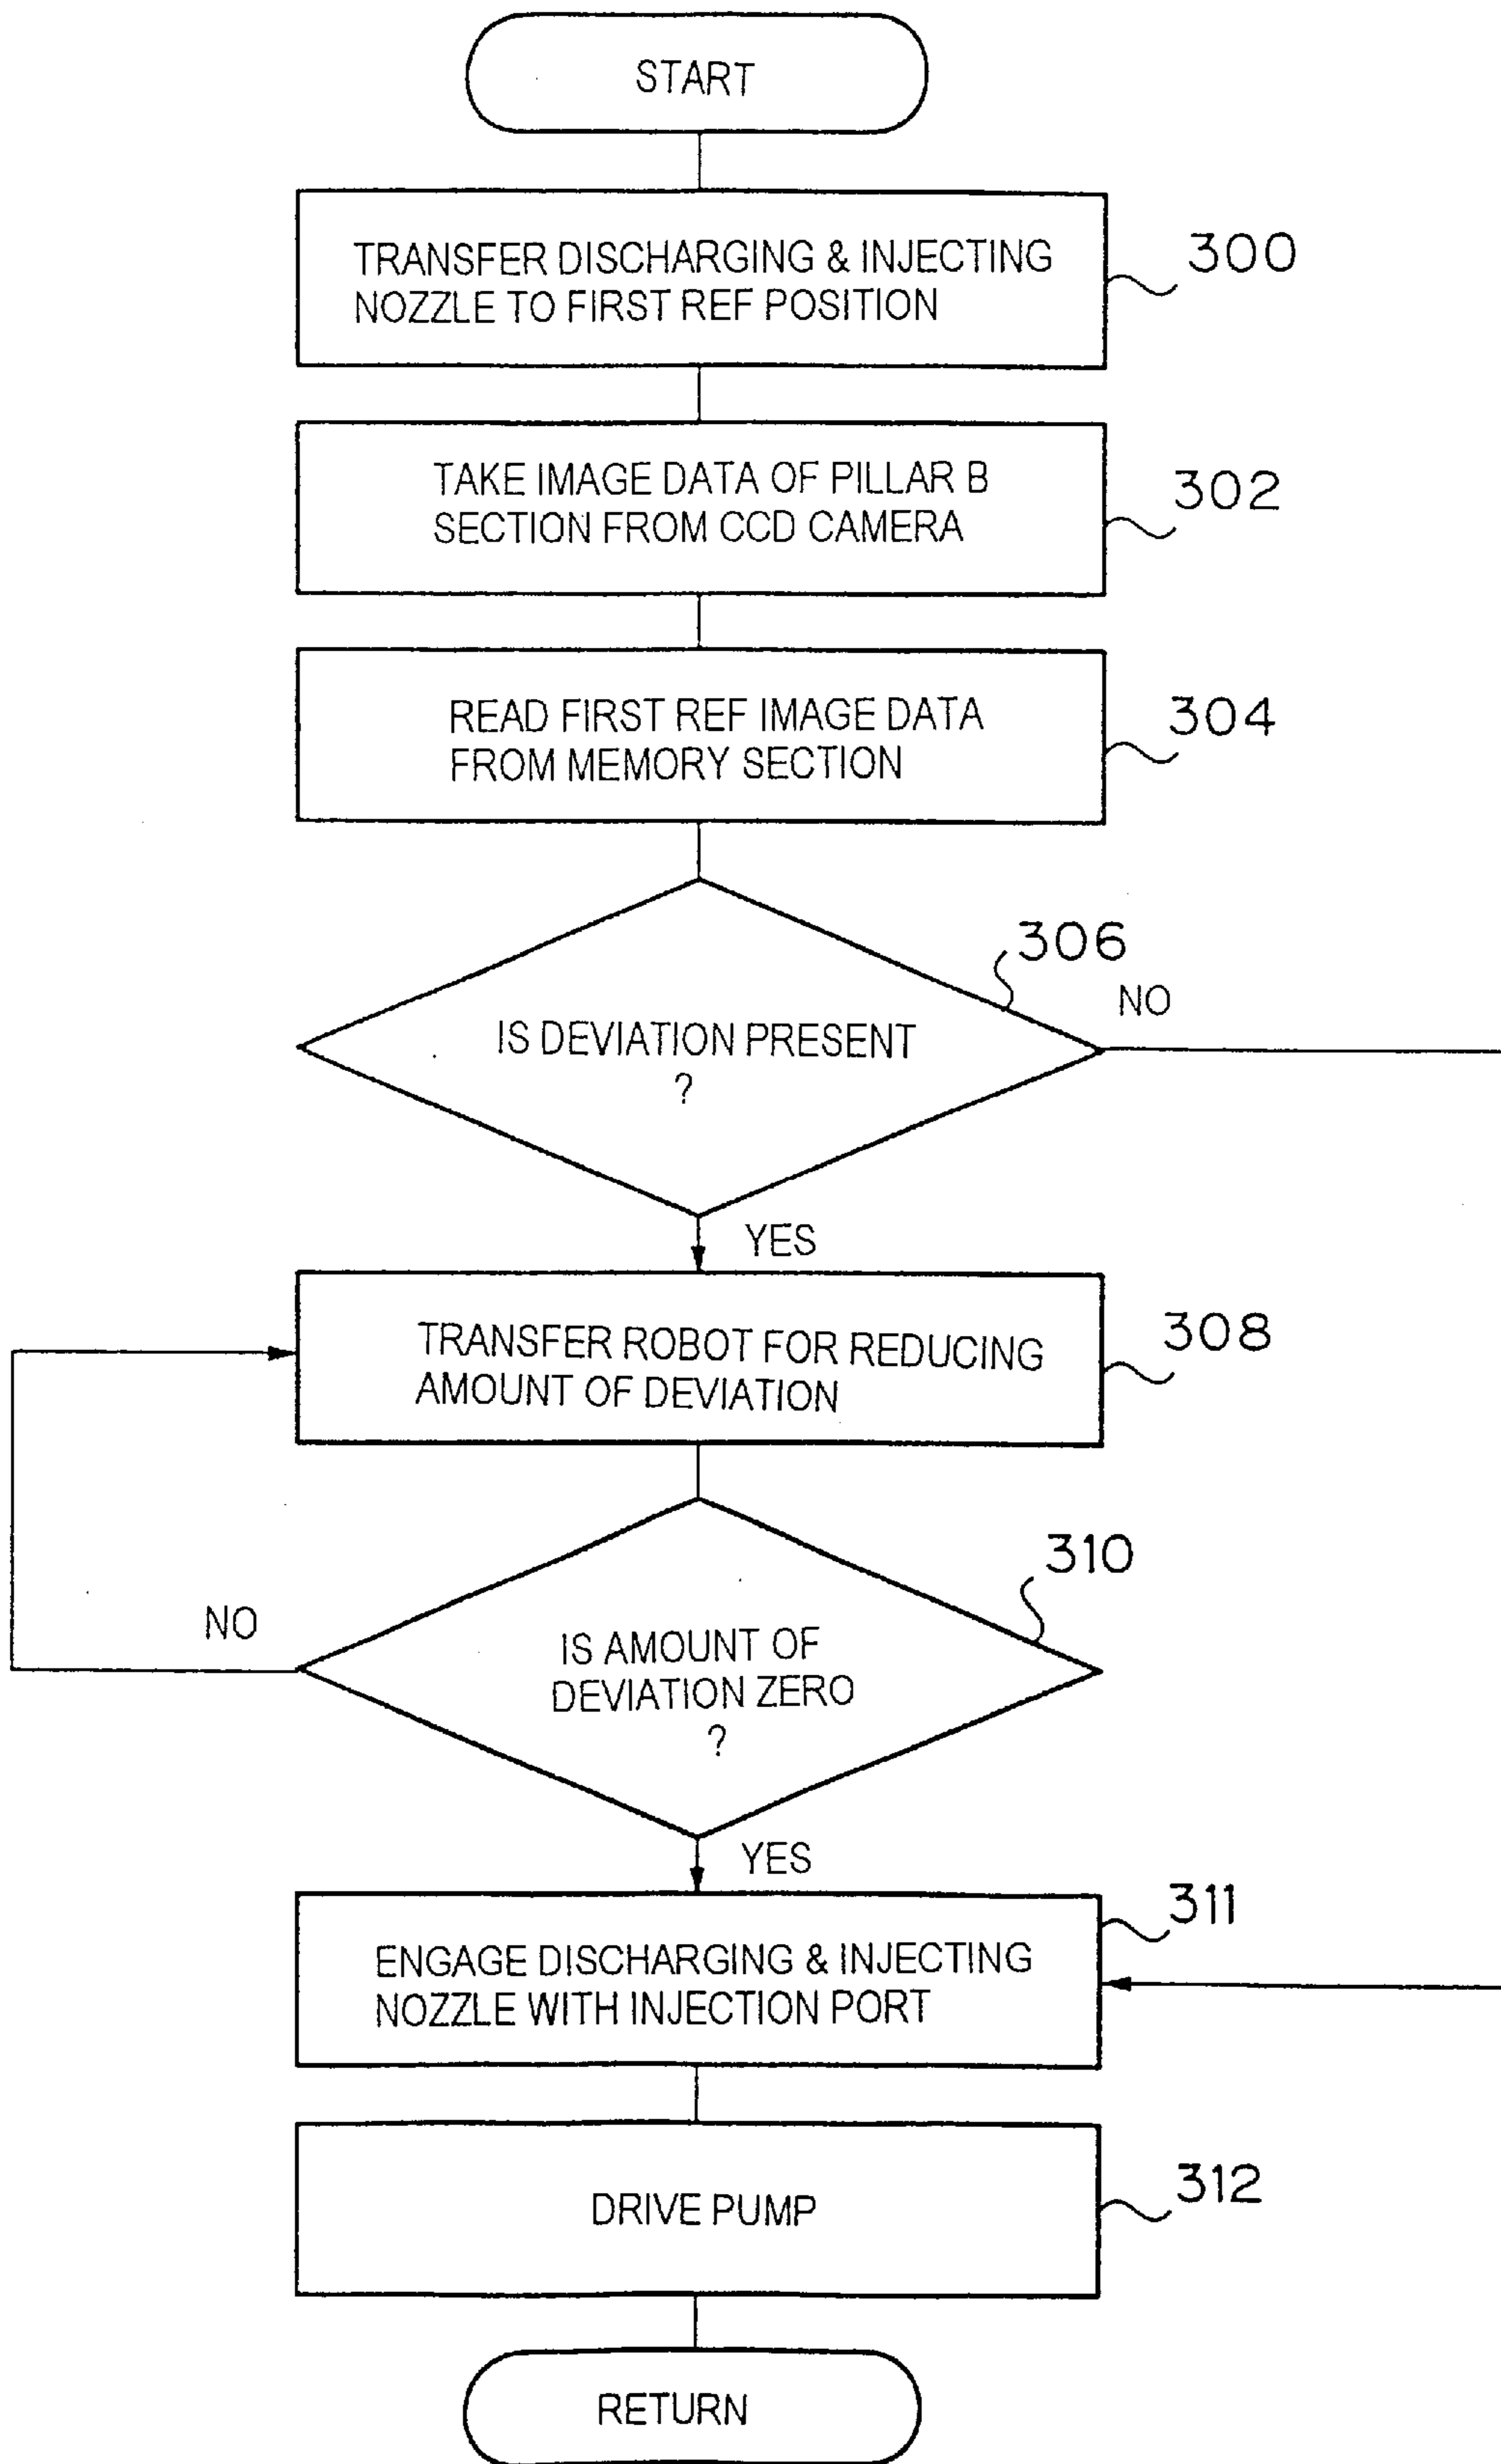 START
TRANSFER DISCHARGING & INJECTING
NOZZLE TO FIRST REF POSITION
300
TAKE IMAGE DATA OF PILLAR B
SECTION FROM CCD CAMERA
302
READ FIRST REF IMAGE DATA
FROM MEMORY SECTION
304
306
NO
IS DEVIATION PRESENT
?
YES
TRANSFER ROBOT FOR REDUCING
AMOUNT OF DEVIATION
308
310
NO
IS AMOUNT OF
DEVIATION ZERO
?
YES
311
ENGAGE DISCHARGING & INJECTING
NOZZLE WITH INJECTION PORT
DRIVE PUMP
312
RETURN